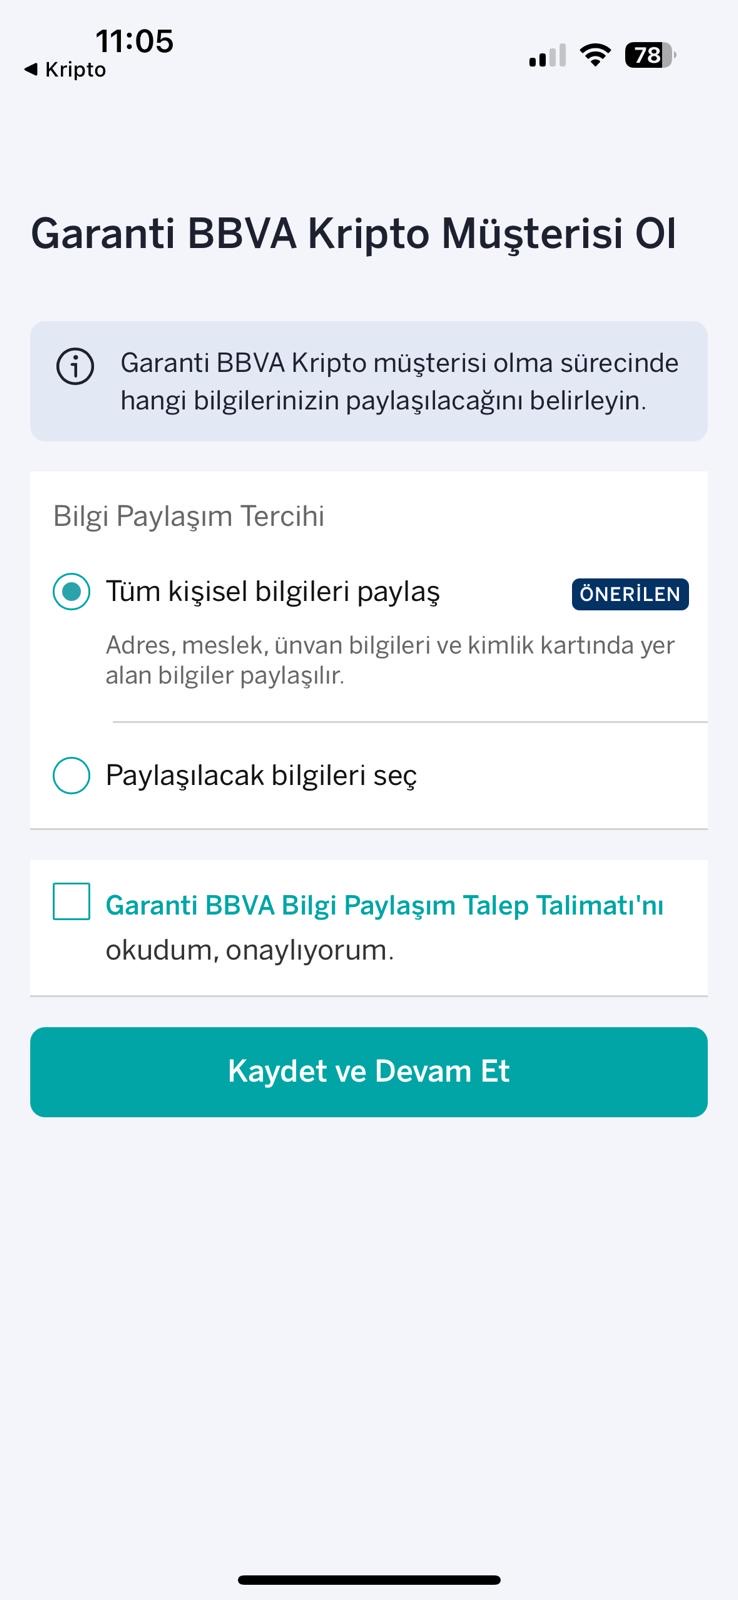 11:05
◀ Kripto
78
Garanti BBVA Kripto Müşterisi Ol
Garanti BBVA Kripto müşterisi olma sürecinde
hangi bilgilerinizin paylaşılacağını belirleyin.
Bilgi Paylaşım Tercihi
Tüm kişisel bilgileri paylaş
ÖNERİLEN
Adres, meslek, ünvan bilgileri ve kimlik kartında yer
alan bilgiler paylaşılır.
Paylaşılacak bilgileri seç
Garanti BBVA Bilgi Paylaşım Talep Talimatı'nı
okudum, onaylıyorum.
Kaydet ve Devam Et